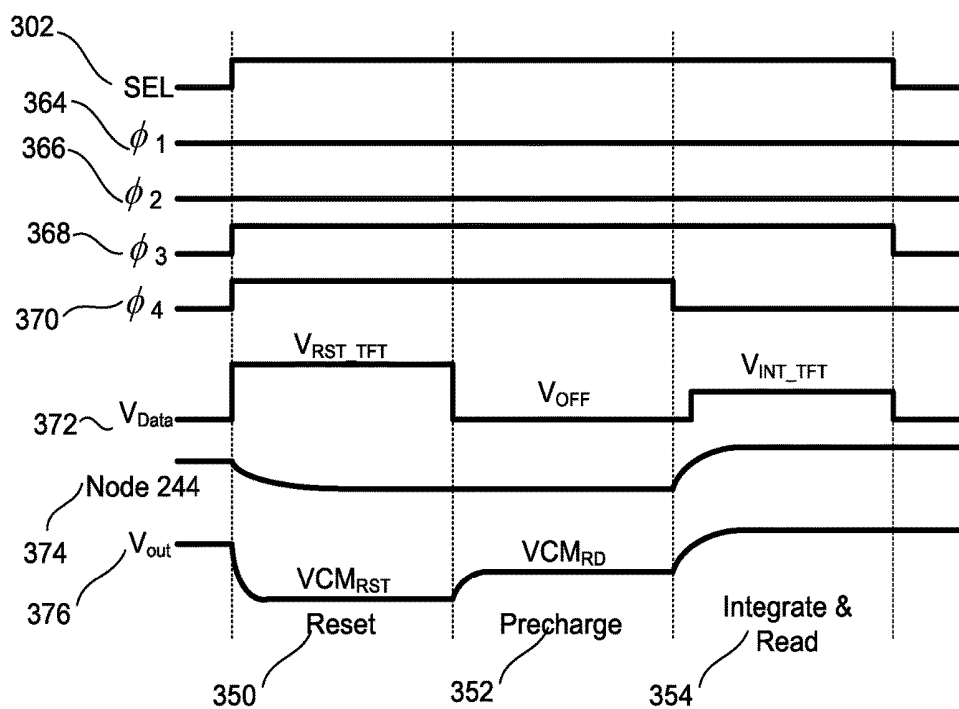 302
SEL
364
ϕ 1
366
ϕ 2
368
ϕ 3
370
ϕ 4
V_RST_TFT
V_OFF
V_INT_TFT
372
V_Data
Node 244
374
V_out
VCM_RST
VCM_RD
376
Reset
Precharge
Integrate &
Read
350
352
354